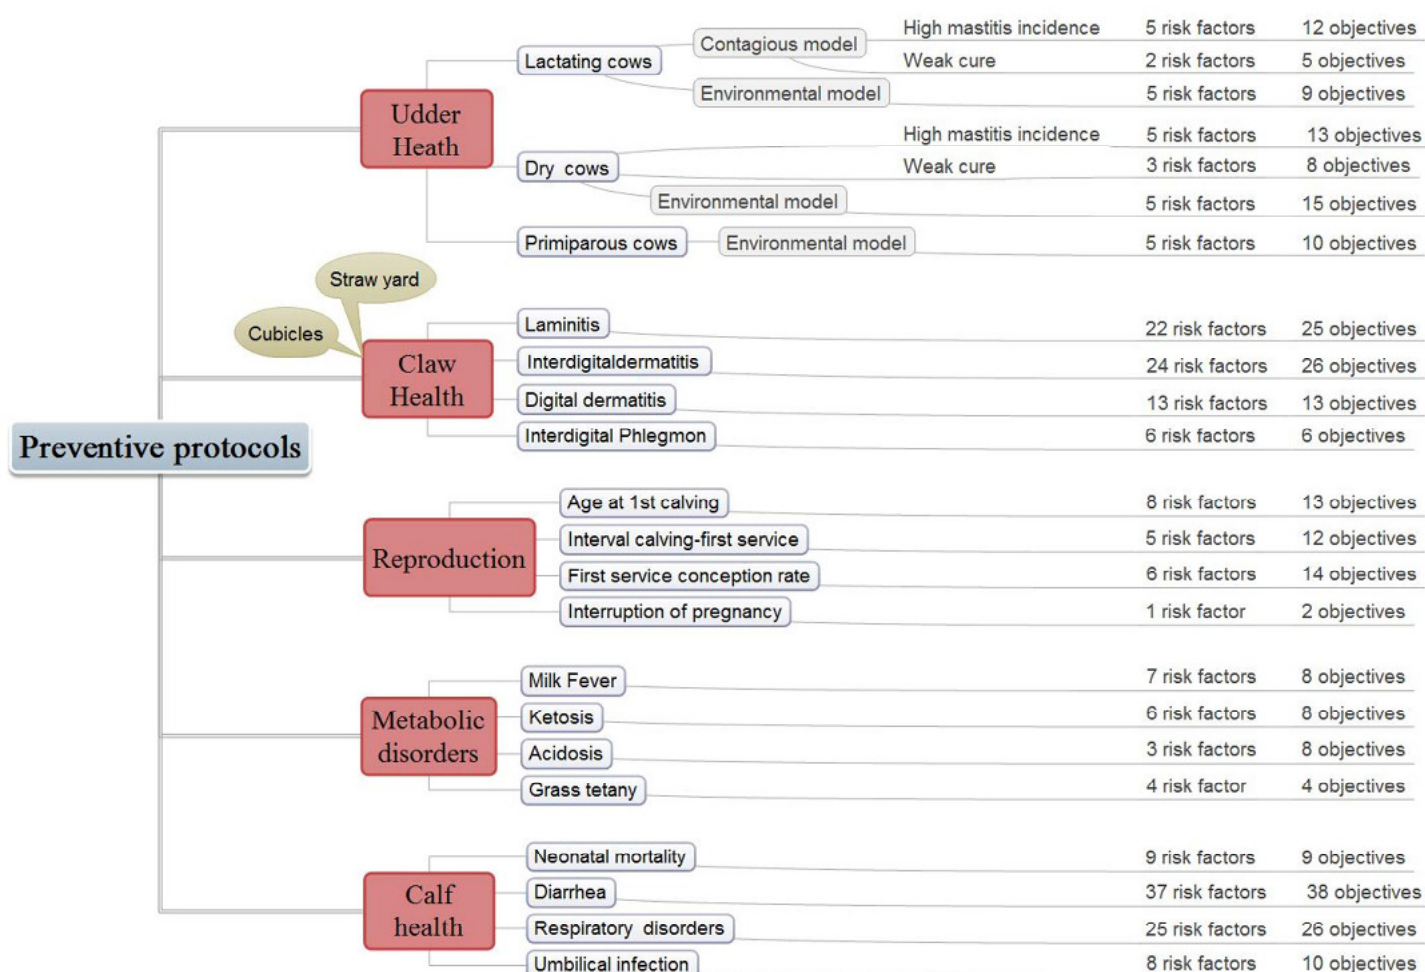 Preventive protocols
Udder
Heath
Lactating cows
Contagious model
High mastitis incidence 5 risk factors 12 objectives
Weak cure 2 risk factors 5 objectives
Environmental model 5 risk factors 9 objectives
Dry cows
High mastitis incidence 5 risk factors 13 objectives
Weak cure 3 risk factors 8 objectives
Environmental model 5 risk factors 15 objectives
Primiparous cows Environmental model 5 risk factors 10 objectives
Straw yard
Cubicles
Claw
Health
Laminitis 22 risk factors 25 objectives
Interdigitaldermatitis 24 risk factors 26 objectives
Digital dermatitis 13 risk factors 13 objectives
Interdigital Phlegmon 6 risk factors 6 objectives
Reproduction
Age at 1st calving 8 risk factors 13 objectives
Interval calving-first service 5 risk factors 12 objectives
First service conception rate 6 risk factors 14 objectives
Interruption of pregnancy 1 risk factor 2 objectives
Metabolic
disorders
Milk Fever 7 risk factors 8 objectives
Ketosis 6 risk factors 8 objectives
Acidosis 3 risk factors 8 objectives
Grass tetany 4 risk factor 4 objectives
Calf
health
Neonatal mortality 9 risk factors 9 objectives
Diarrhea 37 risk factors 38 objectives
Respiratory disorders 25 risk factors 26 objectives
Umbilical infection 8 risk factors 10 objectives